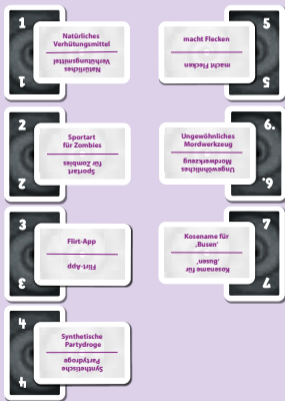 1
Natürliches
Verhütungsmittel
Natürliches
Verhütungsmittel
1
2
Sportart
für Zombies
Sportart
für Zombies
2
3
Flirt-App
Flirt-App
3
4
Synthetische
Partydroge
Synthetische
Partydroge
4
5
macht Flecken
macht Flecken
5
6.
Ungewöhnliches
Mordwerkzeug
Ungewöhnliches
Mordwerkzeug
6.
7
Kosename für
‚Busen‘
Kosename für
‚Busen‘
7